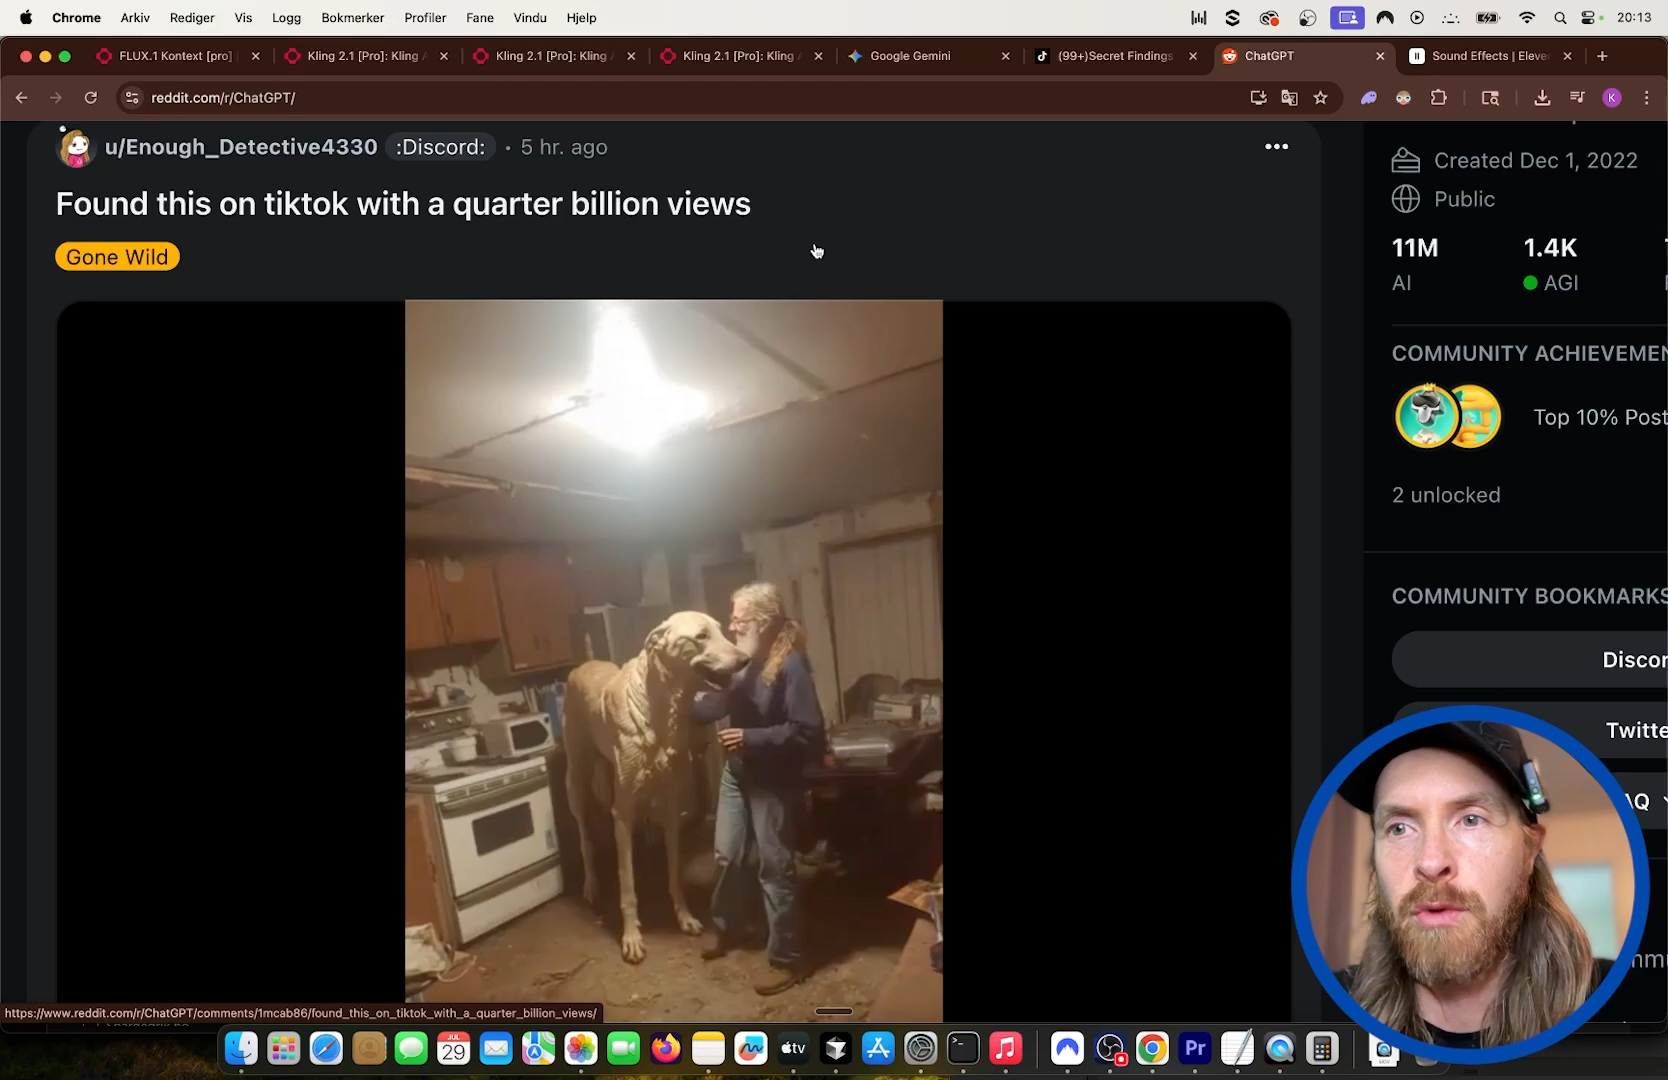 Chrome Arkiv Rediger Vis Logg Bokmerker Profiler Fane Vindu Hjelp 20:13
FLUX.1 Kontext [pro] Kling 2.1 [Pro]: Kling Kling 2.1 [Pro]: Kling Kling 2.1 [Pro]: Kling Google Gemini (99+)Secret Findings ChatGPT Sound Effects | Eleve
reddit.com/r/ChatGPT/ K
u/Enough_Detective4330 :Discord: • 5 hr. ago
Found this on tiktok with a quarter billion views
Gone Wild
Created Dec 1, 2022
Public
11M 1.4K
AI AGI
COMMUNITY ACHIEVEMEN
Top 10% Post
2 unlocked
COMMUNITY BOOKMARKS
Discor
Twitte
AQ
https://www.reddit.com/r/ChatGPT/comments/1mcab86/found_this_on_tiktok_with_a_quarter_billion_views/
JUL
29
tv
Pr